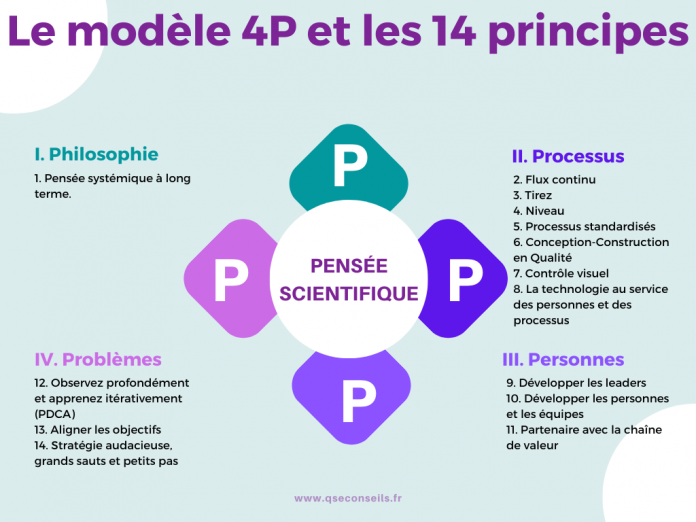 Le modèle 4P et les 14 principes
I. Philosophie
1. Pensée systémique à long
terme.
P
II. Processus
2. Flux continu
3. Tirez
4. Niveau
5. Processus standardisés
6. Conception-Construction
en Qualité
7. Contrôle visuel
8. La technologie au service
des personnes et des
processus
P
PENSÉE
SCIENTIFIQUE
P
IV. Problèmes
12. Observez profondément
et apprenez itérativement
(PDCA)
13. Aligner les objectifs
14. Stratégie audacieuse,
grands sauts et petits pas
P
III. Personnes
9. Développer les leaders
10. Développer les personnes
et les équipes
11. Partenaire avec la chaîne
de valeur
www.qseconseils.fr